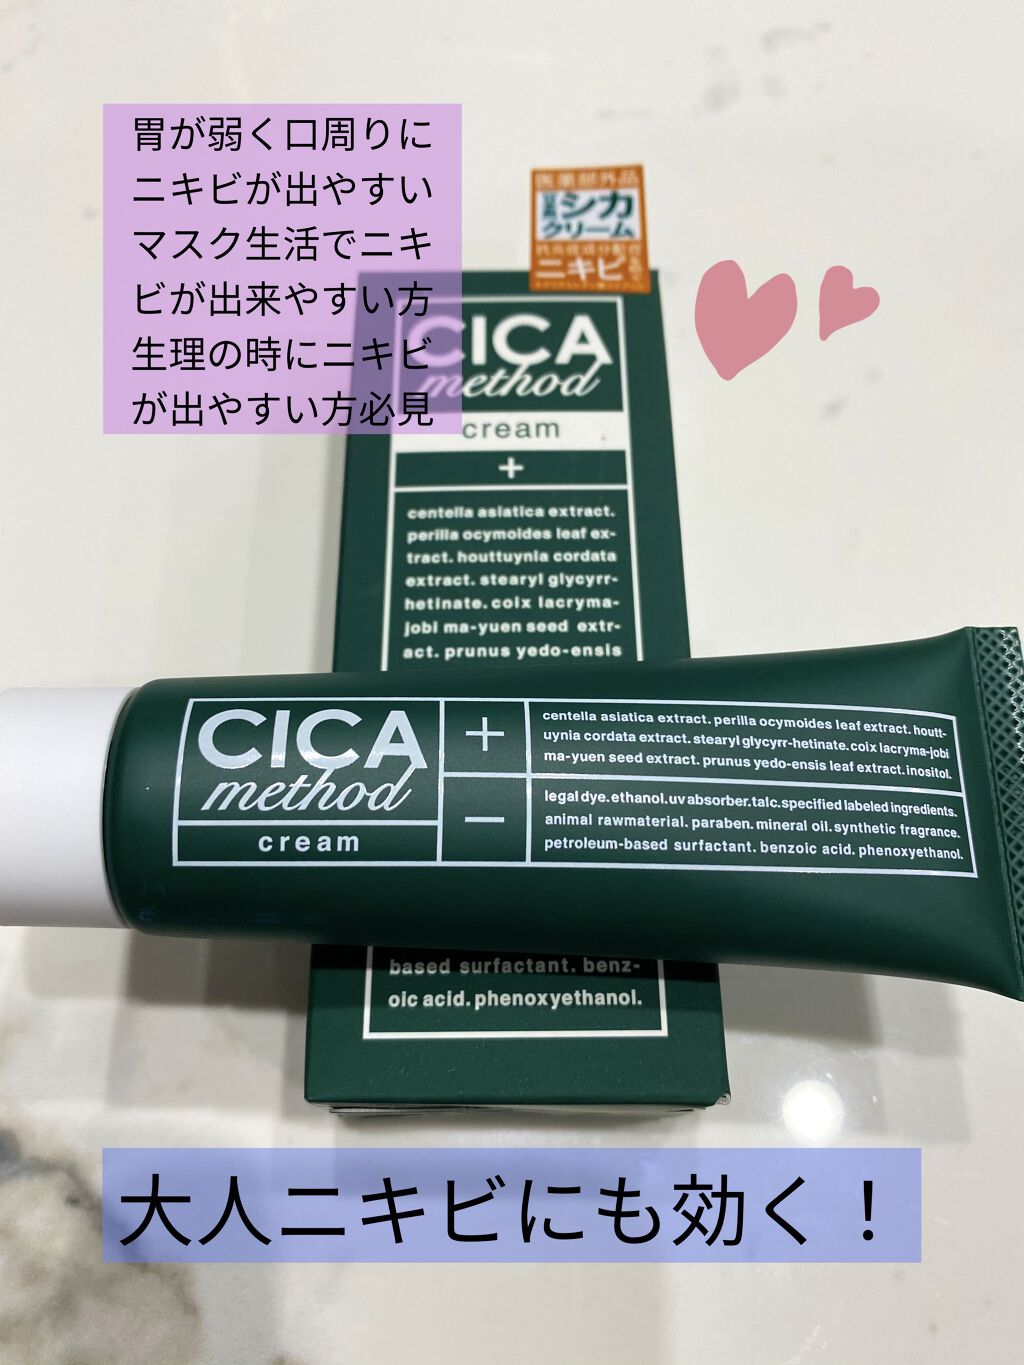 胃が弱く口周りに
ニキビが出やすい
マスク生活でニキ
ビが出来やすい方
生理の時にニキビ
が出やすい方必見
医薬部外品
シカ
クリーム
ニキビ
CICA
method
cream
+
centella asiatica extract.
perilla ocymoides leaf ex-
tract. houttuynia cordata
extract. stearyl glycyrr-
hetinate. coix lacryma-
jobi ma-yuen seed extr-
act. prunus yedo-ensis
CICA
method
cream
+
centella asiatica extract. perilla ocymoides leaf extract. houtt-
uynia cordata extract. stearyl glycyrr-hetinate. coix lacryma-jobi
ma-yuen seed extract. prunus yedo-ensis leaf extract. inositol.
−
legal dye. ethanol. uv absorber. talc. specified labeled ingredients.
animal rawmaterial. paraben. mineral oil. synthetic fragrance.
petroleum-based surfactant. benzoic acid. phenoxyethanol.
based surfactant. benz-
oic acid. phenoxyethanol.
大人ニキビにも効く！